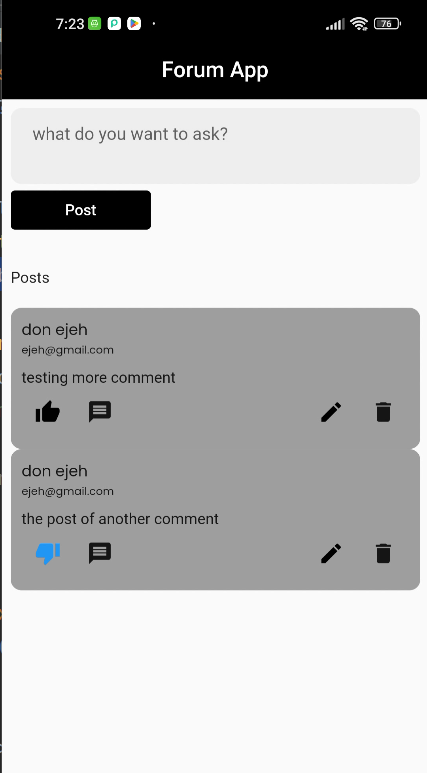 7:23
76
Forum App
what do you want to ask?
Post
Posts
don ejeh
ejeh@gmail.com
testing more comment
don ejeh
ejeh@gmail.com
the post of another comment